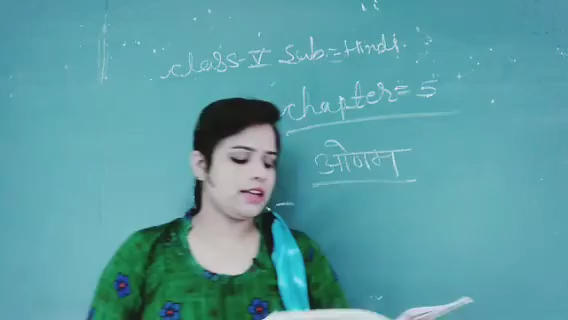 Class-V Sub:-Hindi
Chapter= 5
ओणम